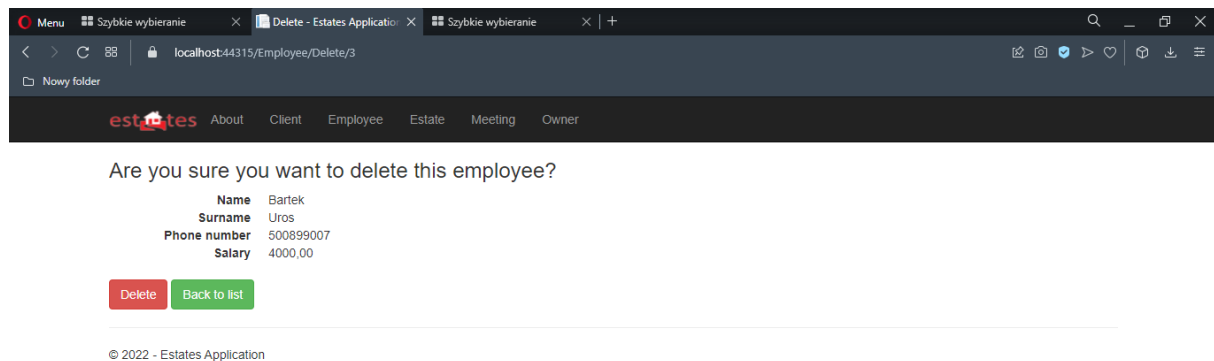 Menu Szybkie wybieranie Delete - Estates Application Szybkie wybieranie
localhost:44315/Employee/Delete/3
Nowy folder
estates About Client Employee Estate Meeting Owner
Are you sure you want to delete this employee?
Name Bartek
Surname Uros
Phone number 500899007
Salary 4000,00
Delete Back to list
© 2022 - Estates Application